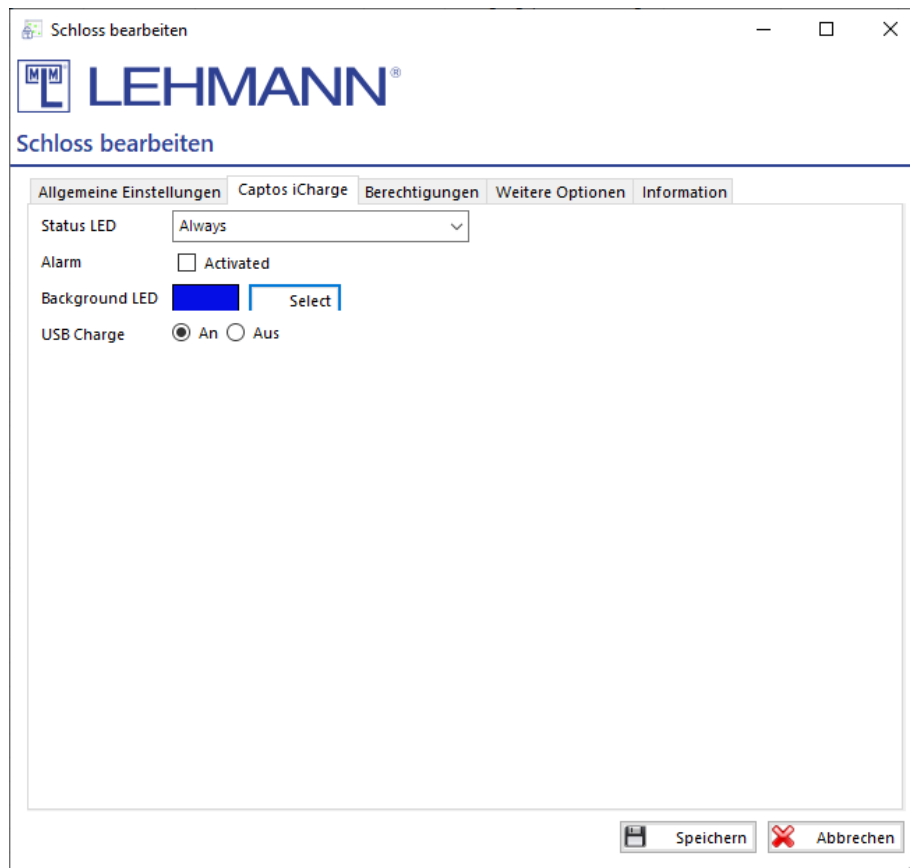 Schloss bearbeiten
MLM LEHMANN®
Schloss bearbeiten
Allgemeine Einstellungen Captos iCharge Berechtigungen Weitere Optionen Information
Status LED Always
Alarm Activated
Background LED Select
USB Charge An Aus
Speichern Abbrechen